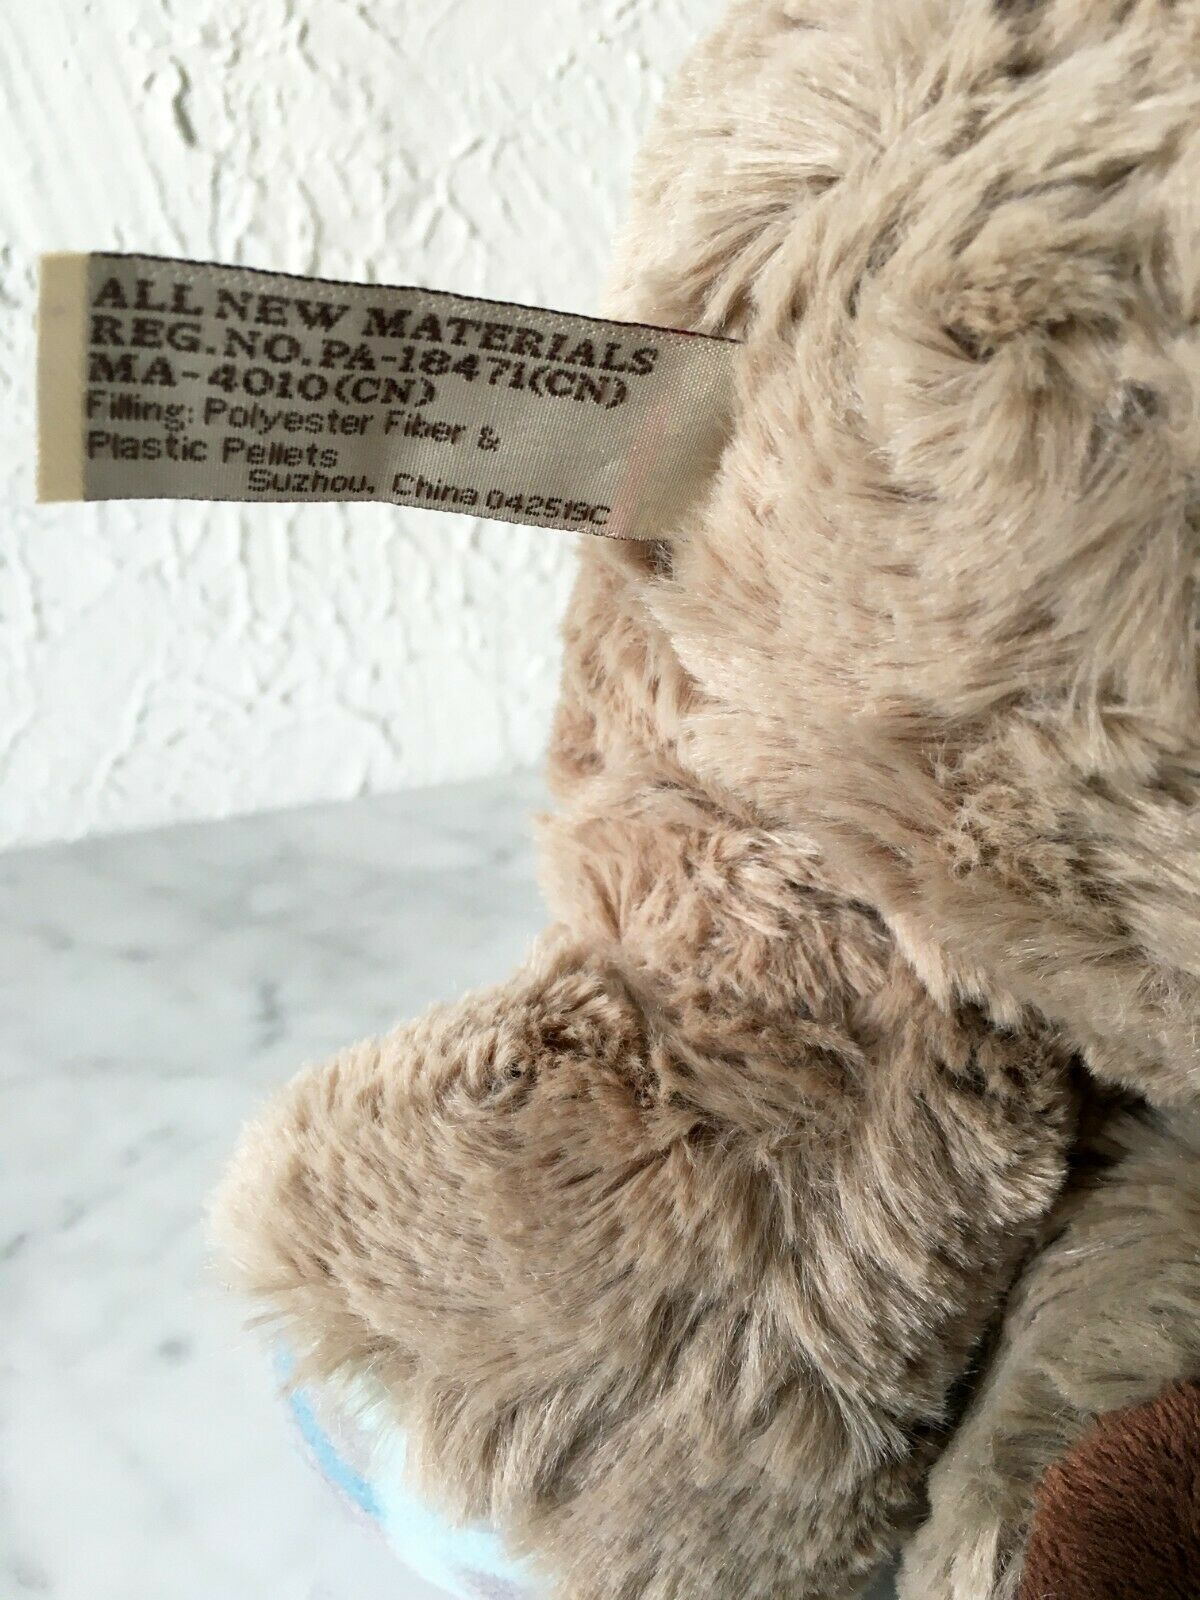 ALL NEW MATERIALS
REG.NO.PA-18471(CN)
MA-4010(CN)
Filling: Polyester Fiber &
Plastic Pellets
Suzhou, China 042519C